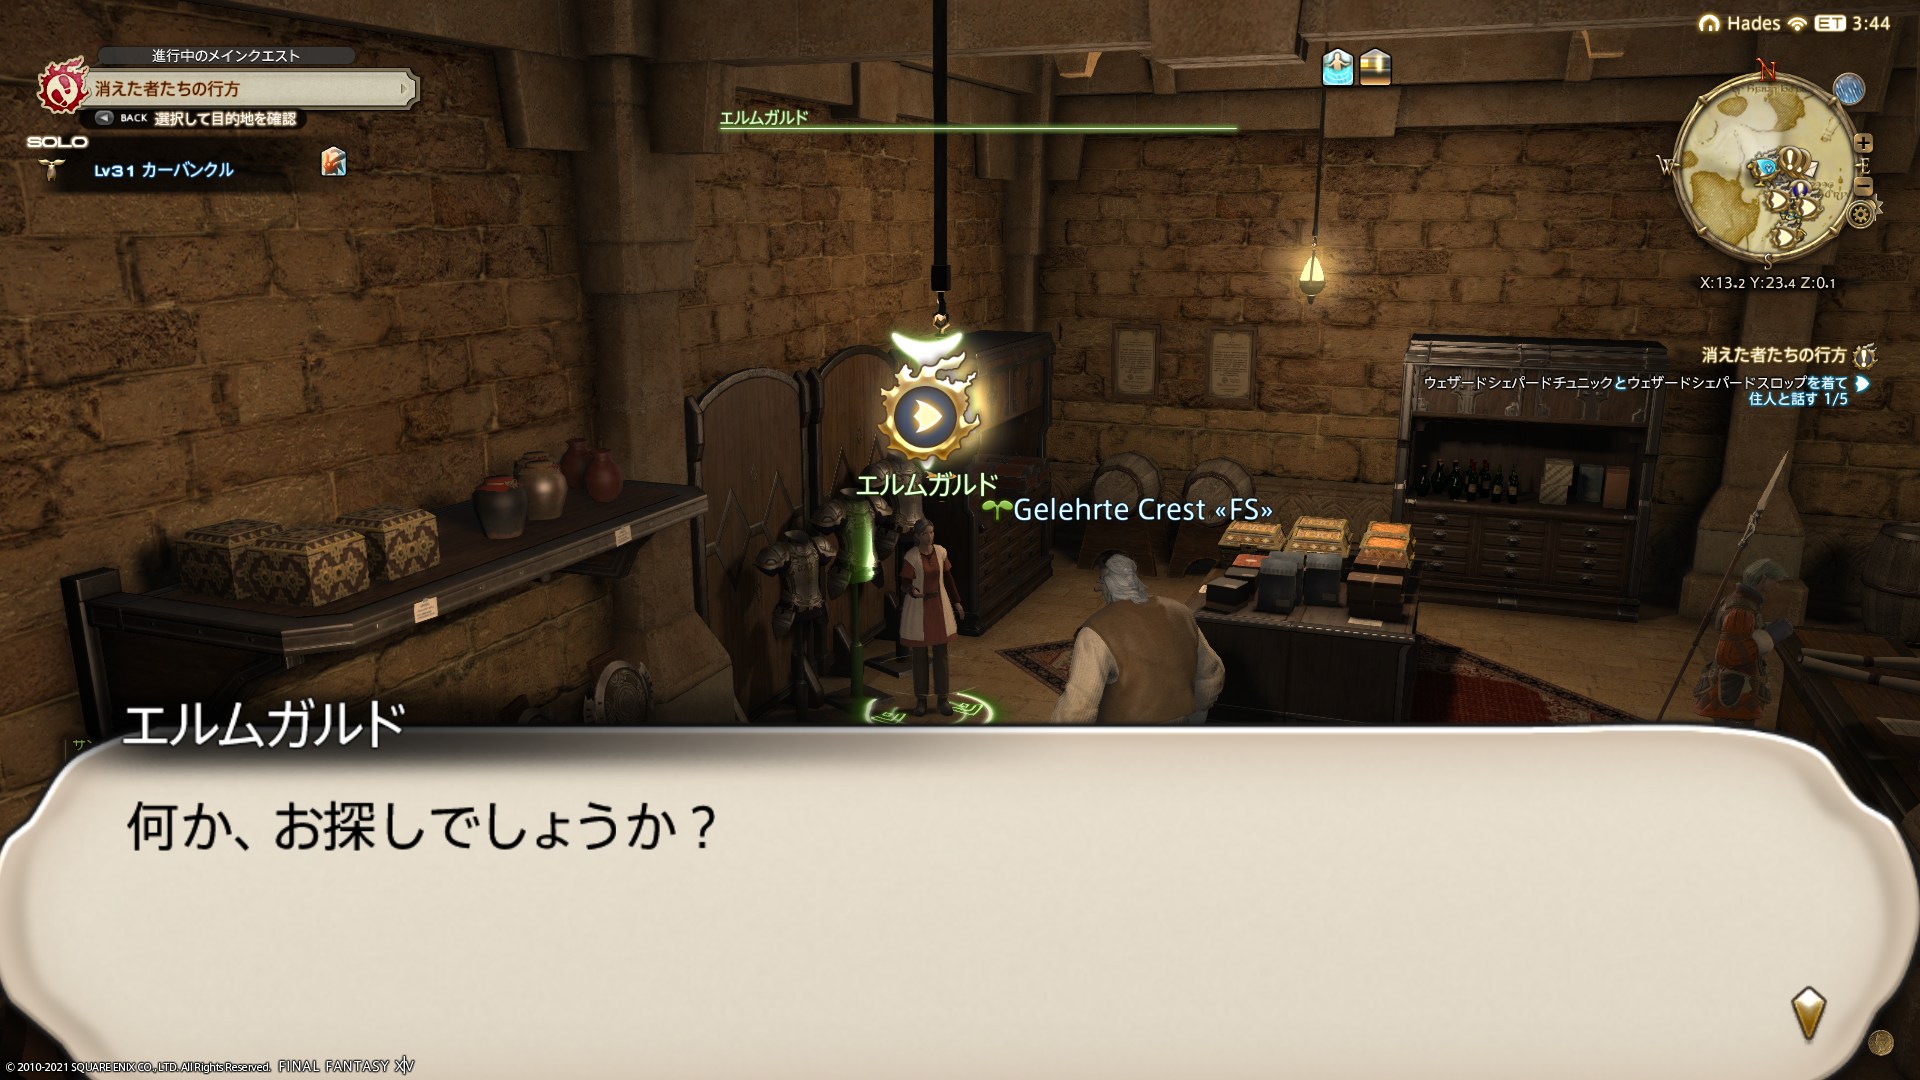 進行中のメインクエスト
消えた者たちの行方
BACK 選択して目的地を確認
SOLO
Lv31 カーバンクル
エルムガルド
Hades ET 3:44
N
W
E
S
X:13.2 Y:23.4 Z:0.1
消えた者たちの行方
ウェザードシェパードチュニックとウェザードシェパードスロップを着て
住人と話す 1/5
エルムガルド
Gelehrte Crest «FS»
エルムガルド
何か、お探しでしょうか？
© 2010-2021 SQUARE ENIX CO., LTD. All Rights Reserved. FINAL FANTASY XIV